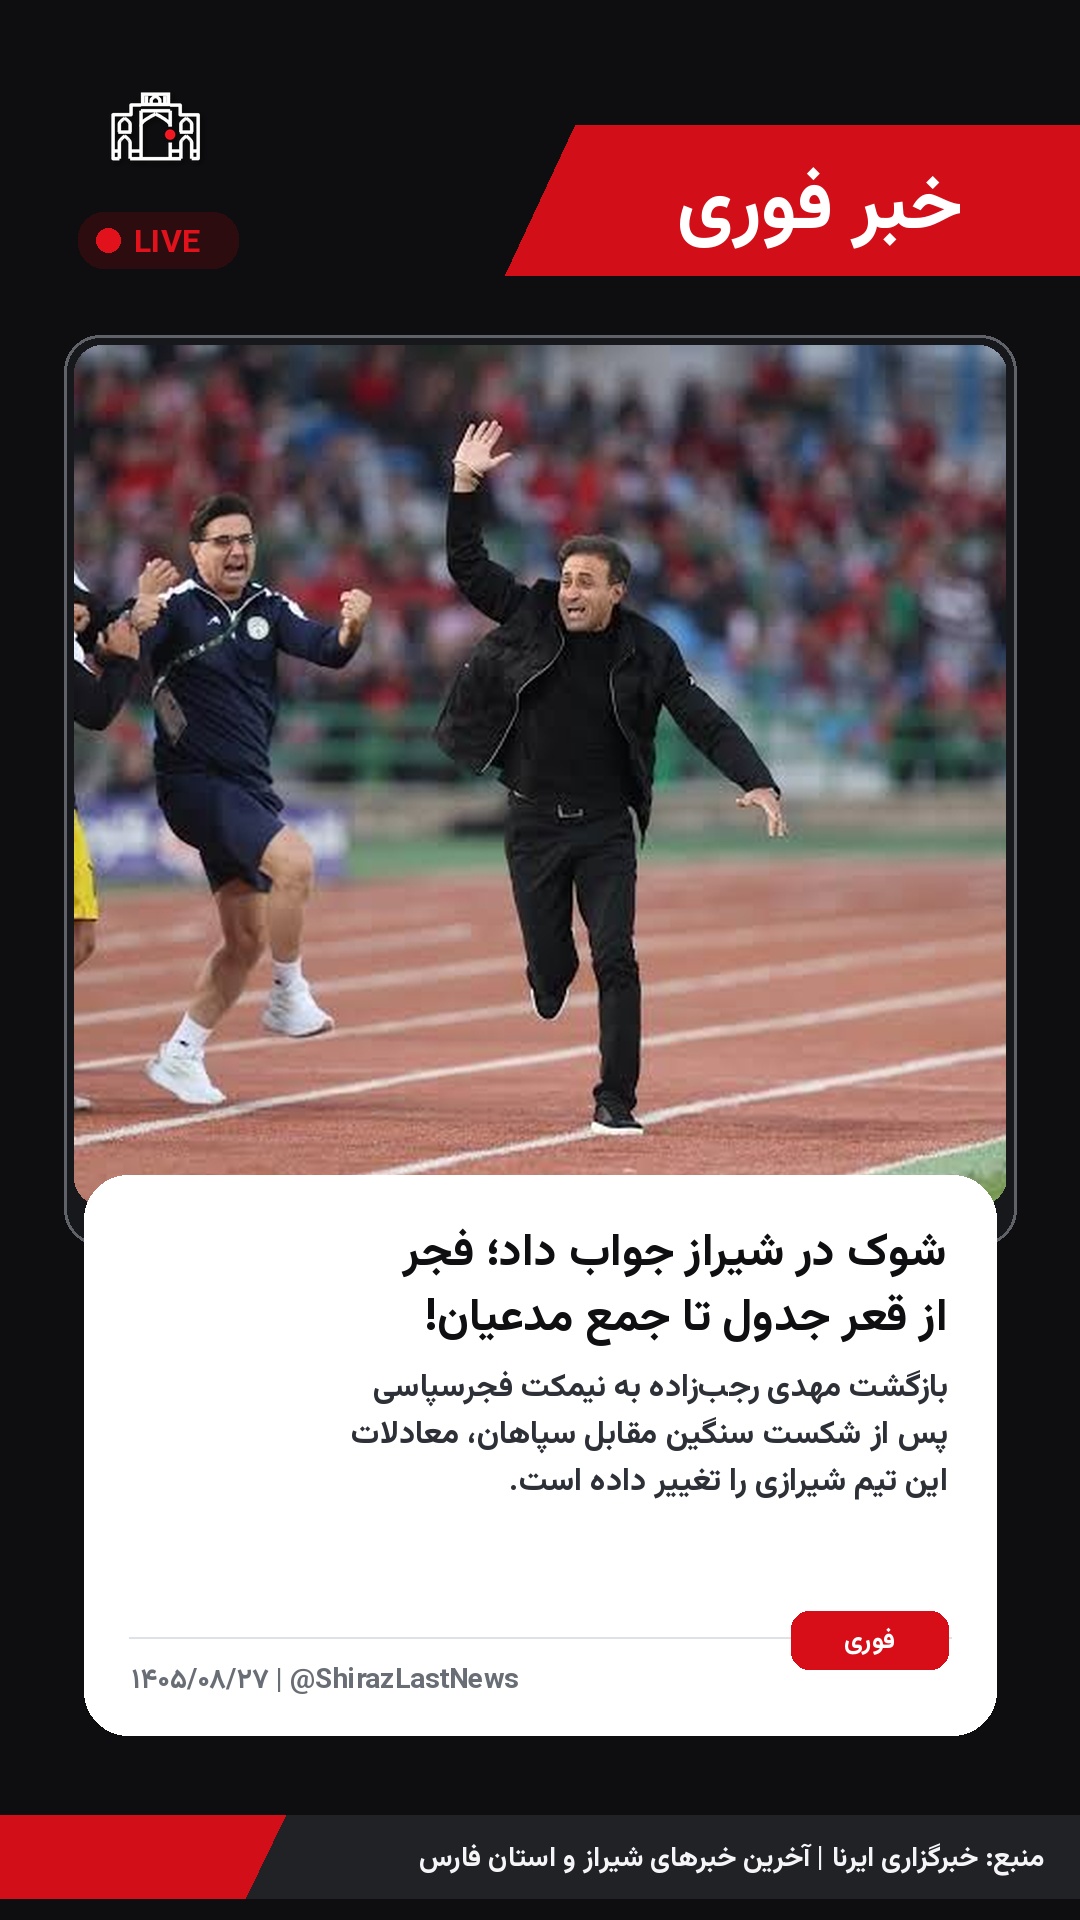 خبر فوری
LIVE
شوک در شیراز جواب داد؛ فجر
از قعر جدول تا جمع مدعیان!
بازگشت مهدی رجب‌زاده به نیمکت فجرسپاسی
پس از شکست سنگین مقابل سپاهان، معادلات
این تیم شیرازی را تغییر داده است.
فوری
۱۴۰۵/۰۸/۲۷ | @ShirazLastNews
منبع: خبرگزاری ایرنا | آخرین خبرهای شیراز و استان فارس